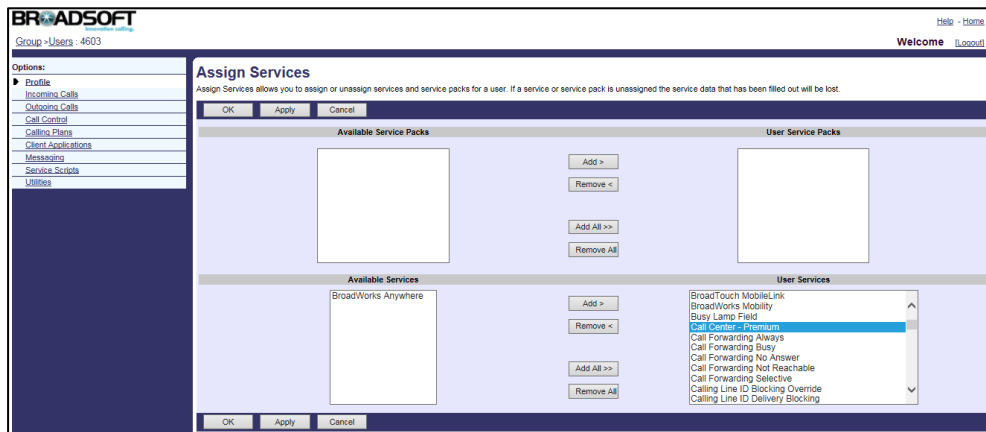 BROADSOFT
innovation calling.
Help - Home
Group >Users : 4603
Welcome [Logout]
Options:
Profile
Incoming Calls
Outgoing Calls
Call Control
Calling Plans
Client Applications
Messaging
Service Scripts
Utilities
Assign Services
Assign Services allows you to assign or unassign services and service packs for a user. If a service or service pack is unassigned the service data that has been filled out will be lost.
OK Apply Cancel
Available Service Packs User Service Packs
Add >
Remove <
Add All >>
Remove All
Available Services User Services
BroadWorks Anywhere
Add >
Remove <
Add All >>
Remove All
BroadTouch MobileLink
BroadWorks Mobility
Busy Lamp Field
Call Center - Premium
Call Forwarding Always
Call Forwarding Busy
Call Forwarding No Answer
Call Forwarding Not Reachable
Call Forwarding Selective
Calling Line ID Blocking Override
Calling Line ID Delivery Blocking
OK Apply Cancel